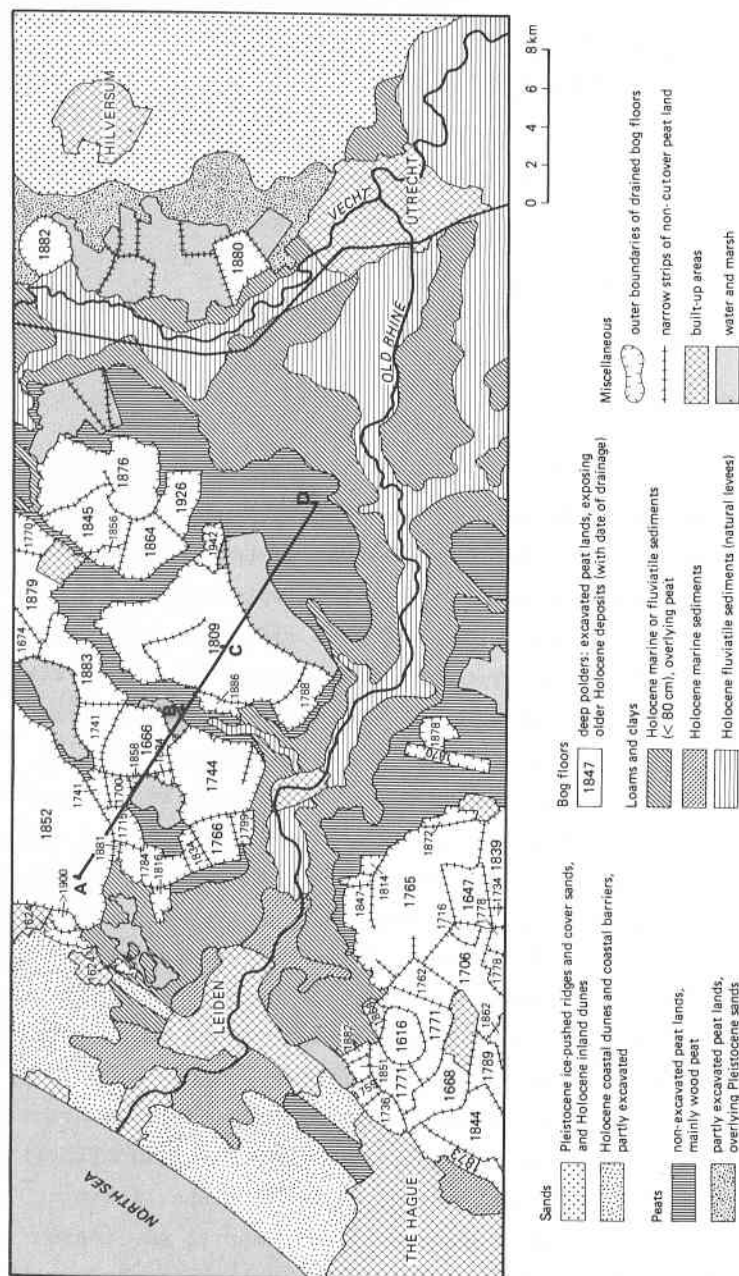 NORTH SEA
THE HAGUE
LEIDEN
OLD RHINE
VECHT
UTRECHT
HILVERSUM
A
B
C
D
1624
1624
>1900
1852
1881
1741
1741
1700
1858
1666
1784
1816
1766
1799
1744
1883
1674
1879
1770
1845
1856
1876
1864
1926
1942
1809
1886
1788
1882
1880
1887
1851
1759
1736
1771
1616
1771
1668
1844
1873
1789
1862
1762
1706
1778
1716
1647
1778
1734
1839
1765
1814
1847
1872
1878
0 2 4 6 8 km
Sands
Pleistocene ice-pushed ridges and cover sands,
and Holocene inland dunes
Holocene coastal dunes and coastal barriers,
partly excavated
Peats
non-excavated peat lands,
mainly wood peat
partly excavated peat lands,
overlying Pleistocene sands
Bog floors
1847
deep polders: excavated peat lands, exposing
older Holocene deposits (with date of drainage)
Loams and clays
Holocene marine or fluviatile sediments
(< 80 cm), overlying peat
Holocene marine sediments
Holocene fluviatile sediments (natural levees)
Miscellaneous
outer boundaries of drained bog floors
narrow strips of non-cutover peat land
built-up areas
water and marsh